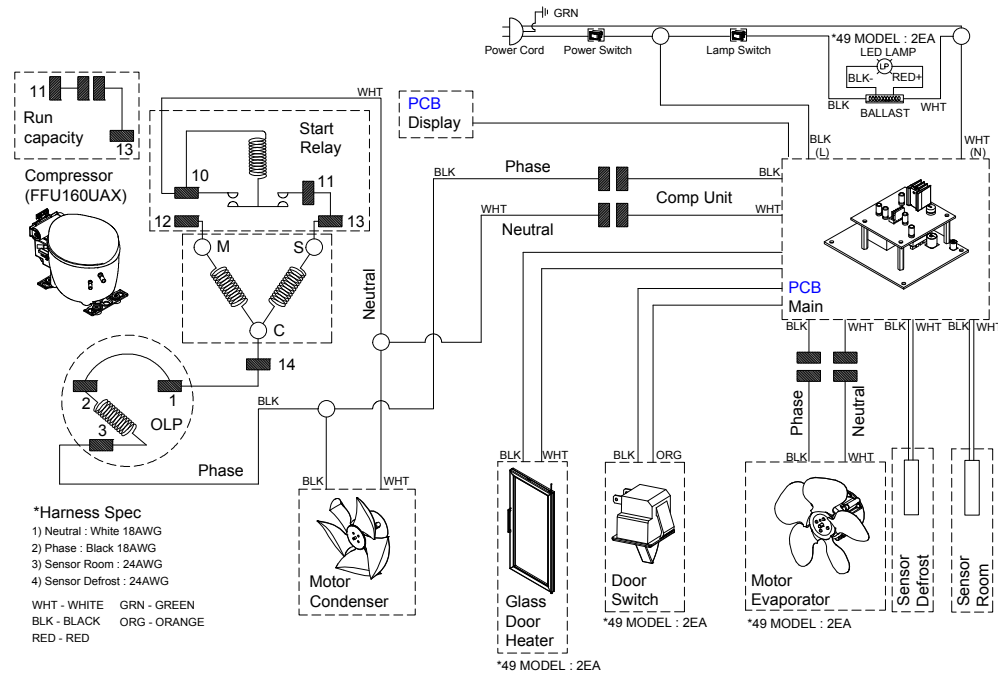 GRN
Power Cord
Power Switch
Lamp Switch
*49 MODEL : 2EA
LED LAMP
LP
BLK-
RED+
BLK
WHT
BALLAST
11
Run
capacity
13
WHT
Start
Relay
10
11
12
13
M
S
C
14
Compressor
(FFU160UAX)
PCB
Display
BLK
(L)
WHT
(N)
BLK
Phase
BLK
Comp Unit
WHT
Neutral
WHT
Neutral
PCB
Main
BLK
WHT
BLK
WHT
BLK
WHT
Phase
Neutral
2
1
OLP
3
BLK
Phase
BLK
WHT
Motor
Condenser
BLK
WHT
Glass
Door
Heater
*49 MODEL : 2EA
BLK
ORG
Door
Switch
*49 MODEL : 2EA
BLK
WHT
Motor
Evaporator
*49 MODEL : 2EA
Sensor
Defrost
Sensor
Room
*Harness Spec
1) Neutral : White 18AWG
2) Phase : Black 18AWG
3) Sensor Room : 24AWG
4) Sensor Defrost : 24AWG
WHT - WHITE GRN - GREEN
BLK - BLACK ORG - ORANGE
RED - RED